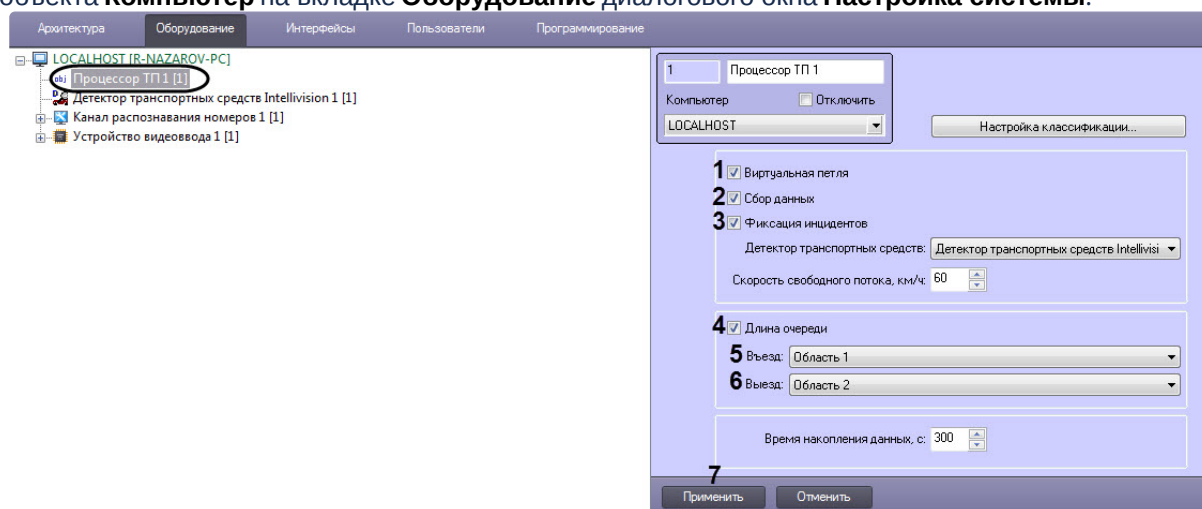 объекта Компьютер на вкладке Оборудование диалогового окна Настройка системы.
Архитектура Оборудование Интерфейсы Пользователи Программирование
LOCALHOST [R-NAZAROV-PC]
Процессор ТП 1 [1]
Детектор транспортных средств Intellivision 1 [1]
Канал распознавания номеров 1 [1]
Устройство видеоввода 1 [1]
1 Процессор ТП 1
Компьютер Отключить
LOCALHOST Настройка классификации...
1 Виртуальная петля
2 Сбор данных
3 Фиксация инцидентов
Детектор транспортных средств: Детектор транспортных средств Intellivisi
Скорость свободного потока, км/ч: 60
4 Длина очереди
5 Въезд: Область 1
6 Выезд: Область 2
Время накопления данных, с: 300
7
Применить Отменить